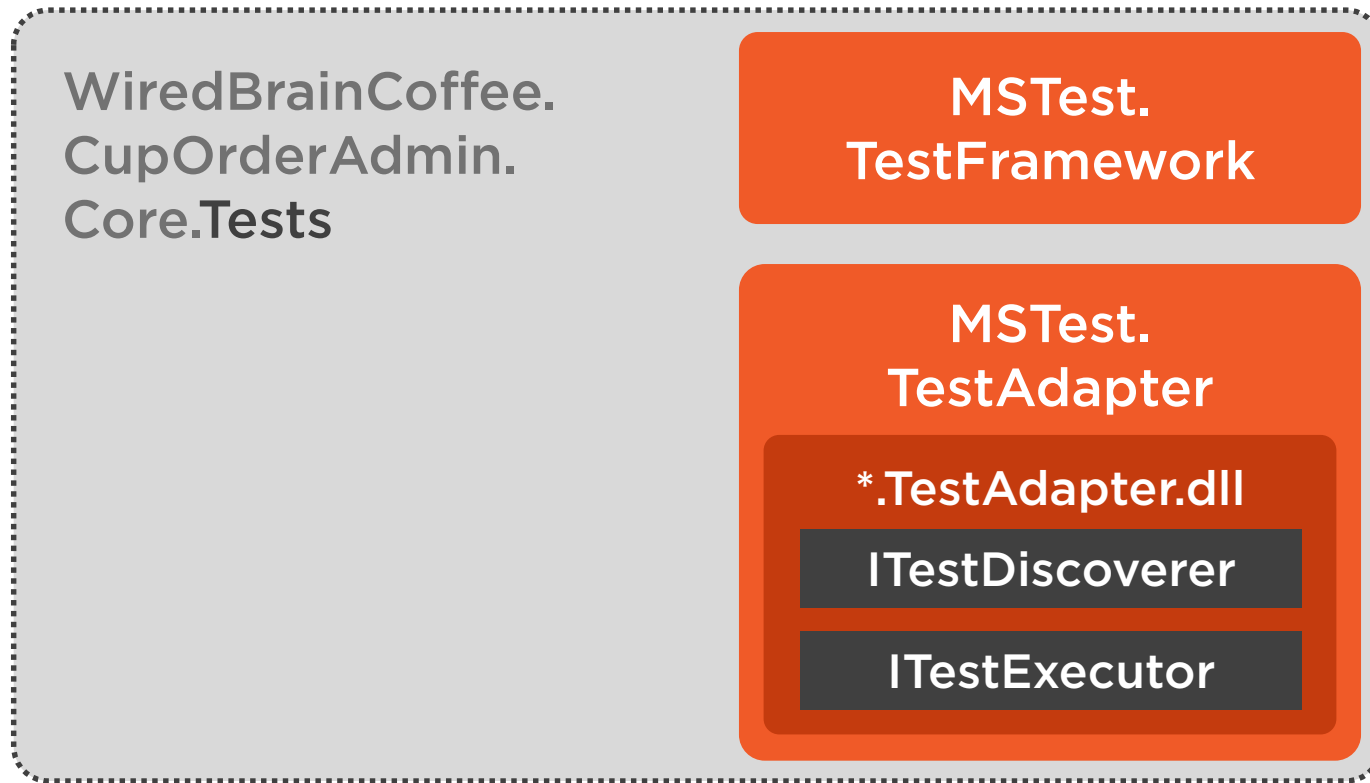 WiredBrainCoffee.
CupOrderAdmin.
Core.Tests
MSTest.
TestFramework
MSTest.
TestAdapter
*.TestAdapter.dll
ITestDiscoverer
ITestExecutor